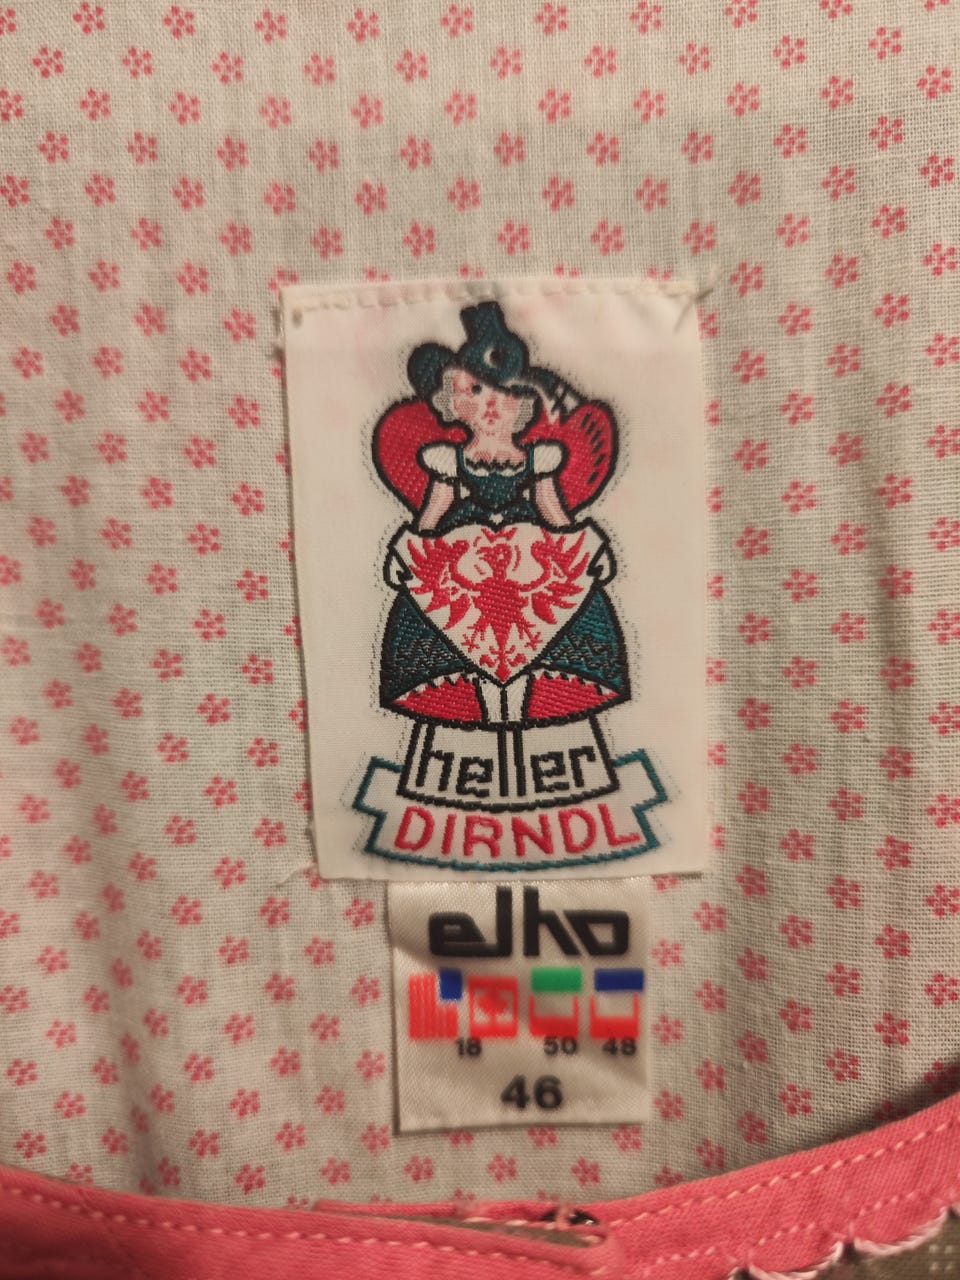 heller
DIRNDL
elho
18 50 48
46